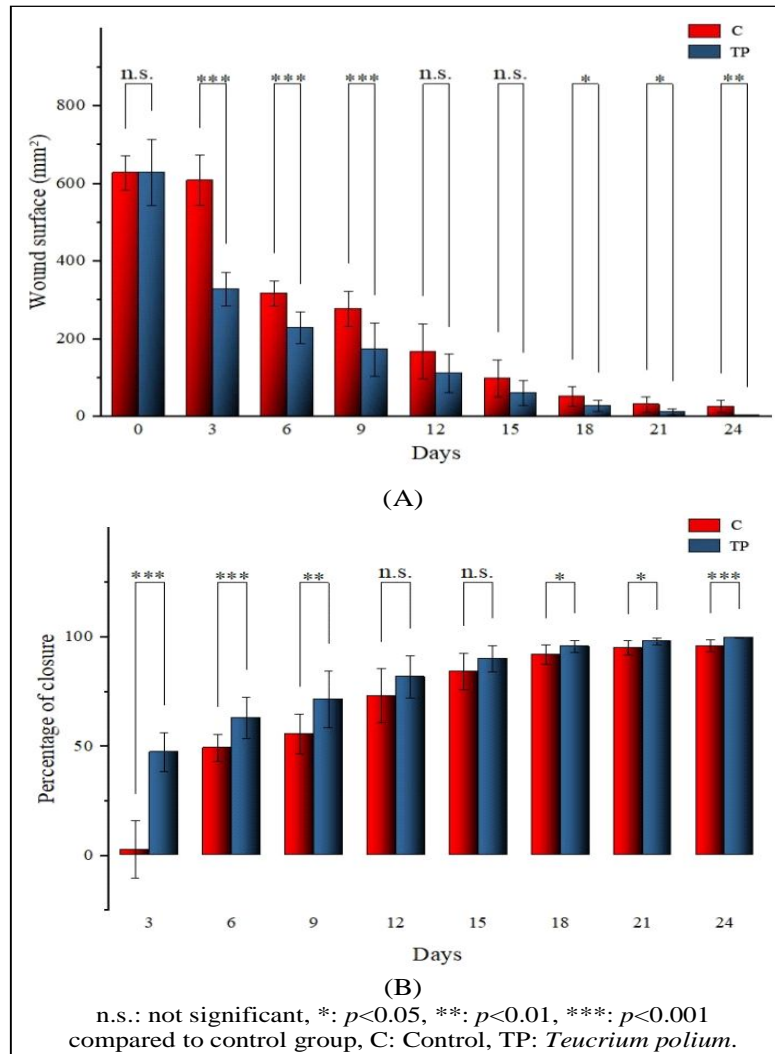 C
TP
n.s. *** *** *** n.s. n.s. * * **
Wound surface (mm²)
800
600
400
200
0
0 3 6 9 12 15 18 21 24
Days
(A)
C
TP
*** *** ** n.s. n.s. * * ***
Percentage of closure
100
50
0
3 6 9 12 15 18 21 24
Days
(B)
n.s.: not significant, *: p<0.05, **: p<0.01, ***: p<0.001
compared to control group, C: Control, TP: Teucrium polium.